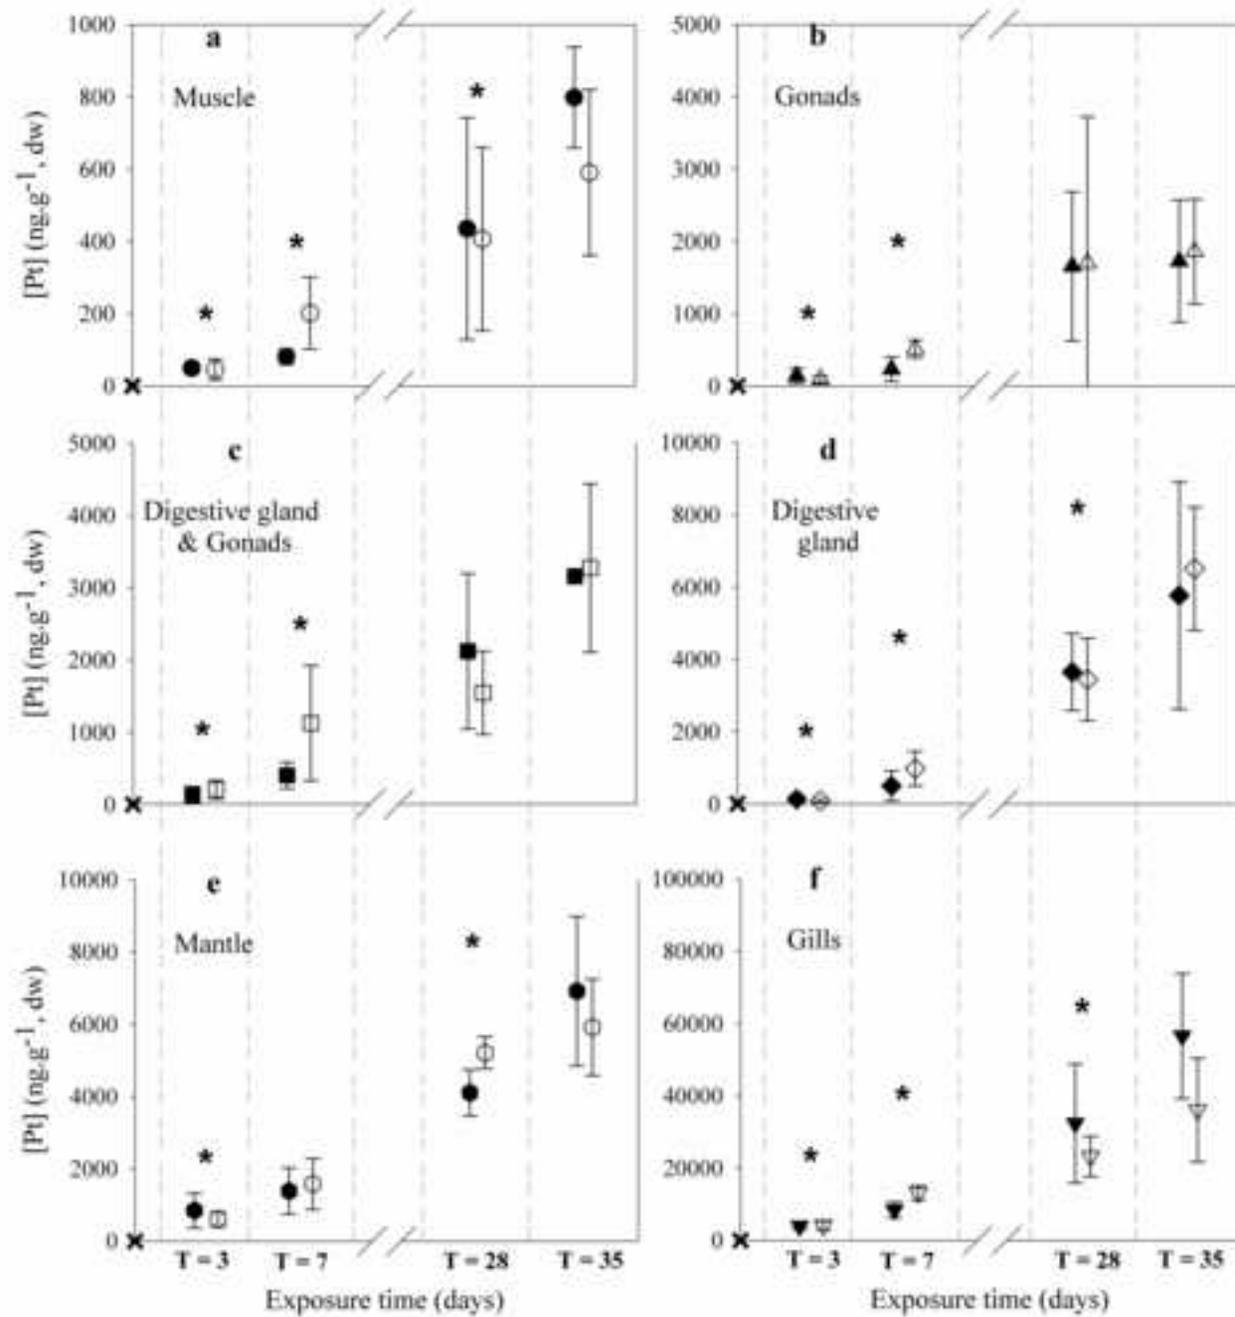 a
Muscle
[Pt] (ng.g⁻¹, dw)
1000
800
600
400
200
0
*
*
*
b
Gonads
5000
4000
3000
2000
1000
0
*
*
c
Digestive gland
& Gonads
[Pt] (ng.g⁻¹, dw)
5000
4000
3000
2000
1000
0
*
*
d
Digestive
gland
10000
8000
6000
4000
2000
0
*
*
*
e
Mantle
[Pt] (ng.g⁻¹, dw)
10000
8000
6000
4000
2000
0
*
*
T = 3
T = 7
T = 28
T = 35
Exposure time (days)
f
Gills
100000
80000
60000
40000
20000
0
*
*
*
T = 3
T = 7
T = 28
T = 35
Exposure time (days)